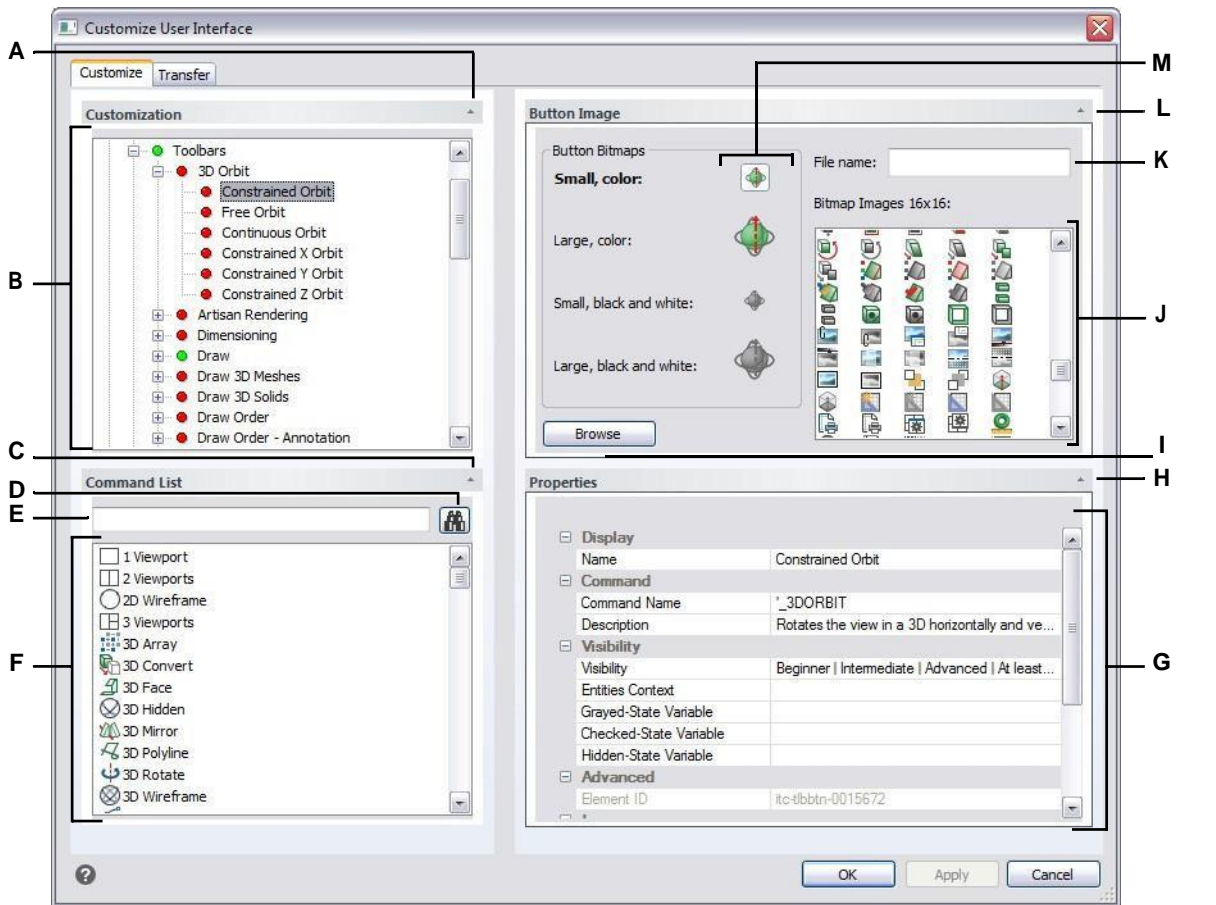 Customize User Interface
A
M
Customize Transfer
Customization
Button Image
L
Toolbars
3D Orbit
Constrained Orbit
Free Orbit
Continuous Orbit
Constrained X Orbit
Constrained Y Orbit
Constrained Z Orbit
Artisan Rendering
Dimensioning
Draw
Draw 3D Meshes
Draw 3D Solids
Draw Order
Draw Order - Annotation
B
Button Bitmaps
Small, color:
Large, color:
Small, black and white:
Large, black and white:
Browse
File name:
K
Bitmap Images 16x16:
J
I
C
Command List
D
E
1 Viewport
2 Viewports
2D Wireframe
3 Viewports
3D Array
3D Convert
3D Face
3D Hidden
3D Mirror
3D Polyline
3D Rotate
3D Wireframe
F
Properties
H
Display
Name Constrained Orbit
Command
Command Name '_3DORBIT
Description Rotates the view in a 3D horizontally and ve...
Visibility
Visibility Beginner | Intermediate | Advanced | At least...
Entities Context
Grayed-State Variable
Checked-State Variable
Hidden-State Variable
Advanced
Element ID itc-tlbbtn-0015672
G
?
OK Apply Cancel